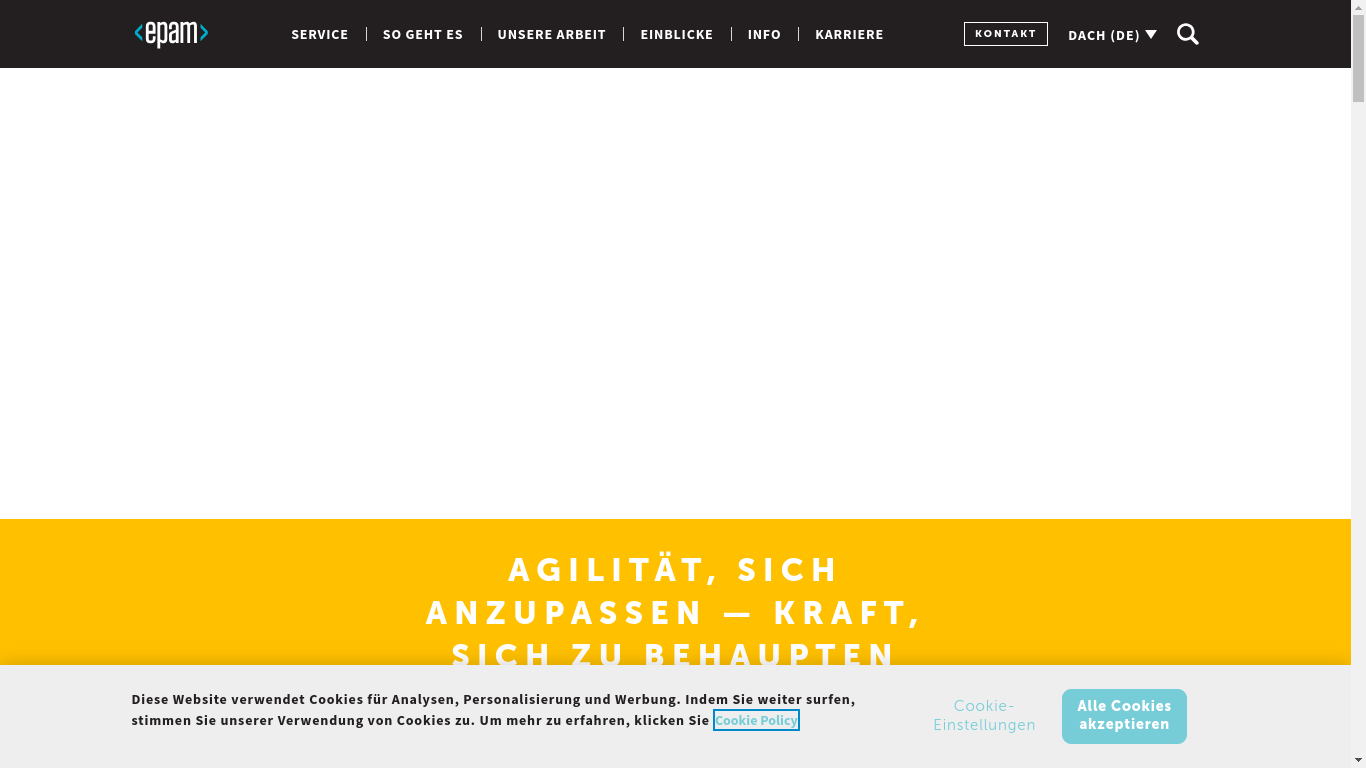 <epam>
SERVICE
SO GEHT ES
UNSERE ARBEIT
EINBLICKE
INFO
KARRIERE
KONTAKT
DACH (DE)
AGILITÄT, SICH
ANZUPASSEN — KRAFT,
SICH ZU BEHAUPTEN
Diese Website verwendet Cookies für Analysen, Personalisierung und Werbung. Indem Sie weiter surfen,
stimmen Sie unserer Verwendung von Cookies zu. Um mehr zu erfahren, klicken Sie Cookie Policy
Cookie-
Einstellungen
Alle Cookies
akzeptieren